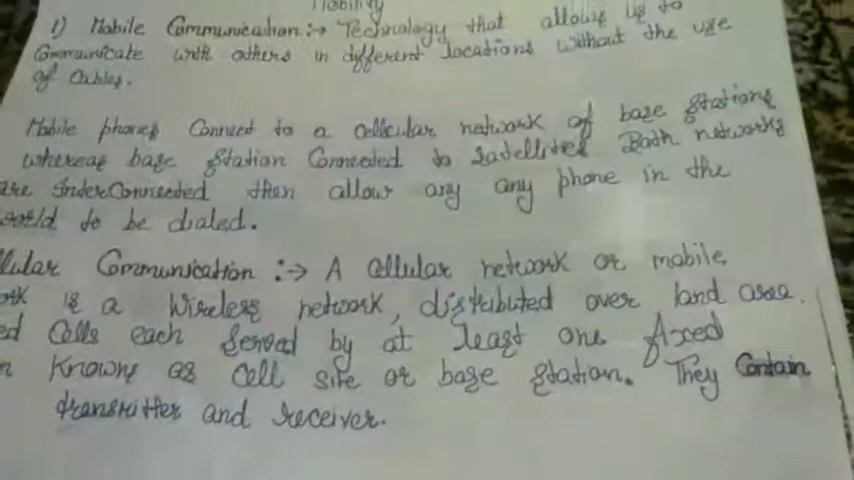 Mobility
1) Mobile Communication :→ Technology that allows us to
Communicate with others in different locations without the use
of Cables.
Mobile phones Connect to a cellcular network of base stations
whereas base station Connected to satellites Both networks
are InterConnected then allow any any phone in the
world to be dialed.
llular Communication :→ A cellular network or mobile
ork is a wireless network, distributed over land area.
ed Cells each served by at least one fixed
n Knowns as cell site or base station. They Contain
transmitter and receiver.